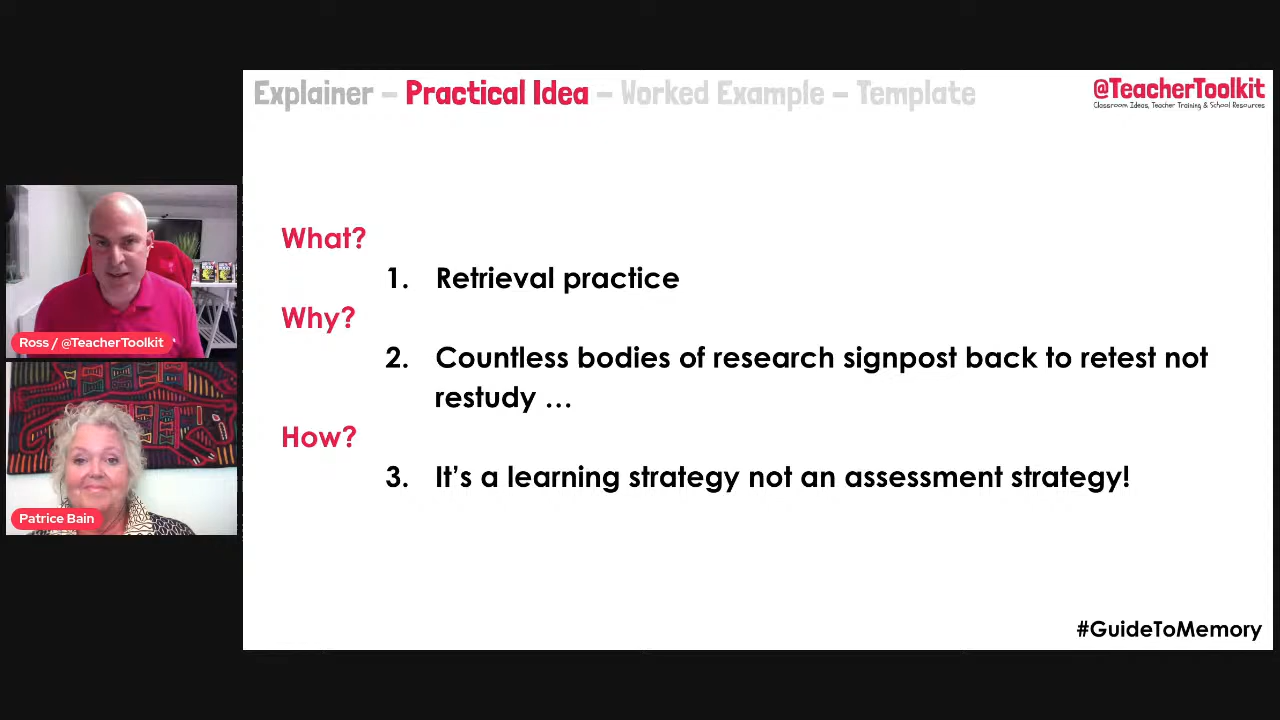 Explainer – Practical Idea – Worked Example – Template
@TeacherToolkit
Classroom Ideas, Teacher Training & School Resources
What?
1. Retrieval practice
Why?
2. Countless bodies of research signpost back to retest not
restudy …
How?
3. It’s a learning strategy not an assessment strategy!
#GuideToMemory
Ross / @TeacherToolkit
Patrice Bain